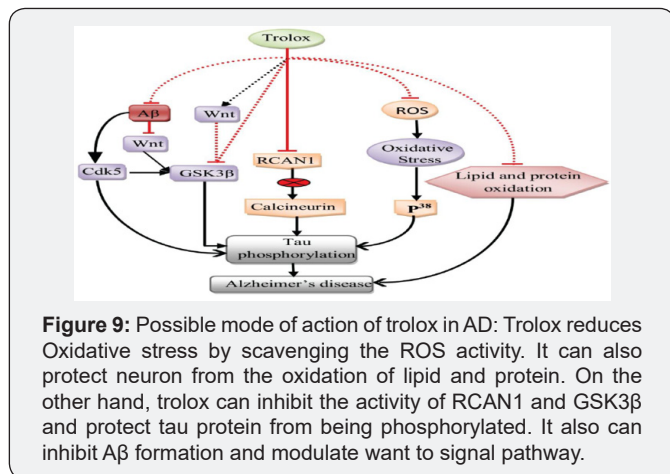 Trolox
Aβ
Wnt
ROS
Wnt
Oxidative
Stress
RCAN1
Lipid and protein
oxidation
Cdk5
GSK3β
Calcineurin
P38
Tau
phosphorylation
Alzheimer's disease
Figure 9: Possible mode of action of trolox in AD: Trolox reduces
Oxidative stress by scavenging the ROS activity. It can also
protect neuron from the oxidation of lipid and protein. On the
other hand, trolox can inhibit the activity of RCAN1 and GSK3β
and protect tau protein from being phosphorylated. It also can
inhibit Aβ formation and modulate want to signal pathway.